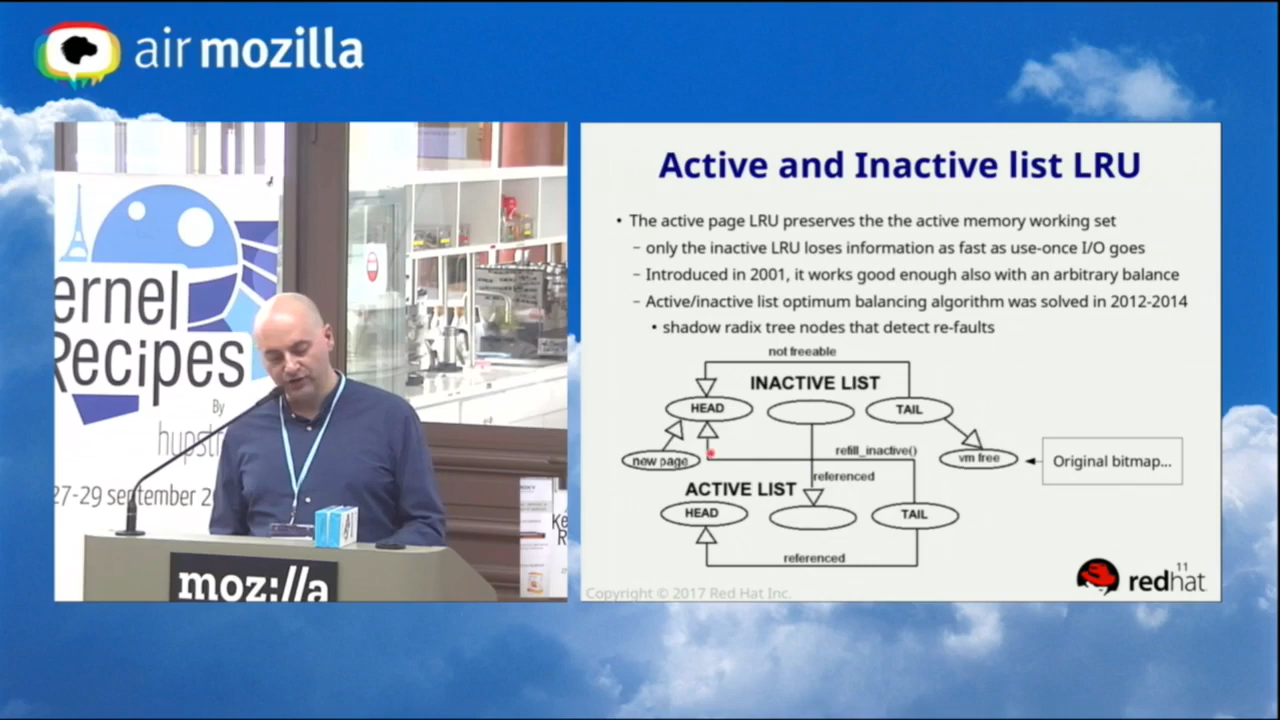 air mozilla
ernel
Recipes
By
hupst
27-29 september 2
moz://a
Ke
R
Active and Inactive list LRU
• The active page LRU preserves the the active memory working set
– only the inactive LRU loses information as fast as use-once I/O goes
– Introduced in 2001, it works good enough also with an arbitrary balance
– Active/inactive list optimum balancing algorithm was solved in 2012-2014
• shadow radix tree nodes that detect re-faults
not freeable
INACTIVE LIST
HEAD
TAIL
new page
refill_inactive()
vm free
Original bitmap...
referenced
ACTIVE LIST
HEAD
TAIL
referenced
11
redhat.
Copyright © 2017 Red Hat Inc.